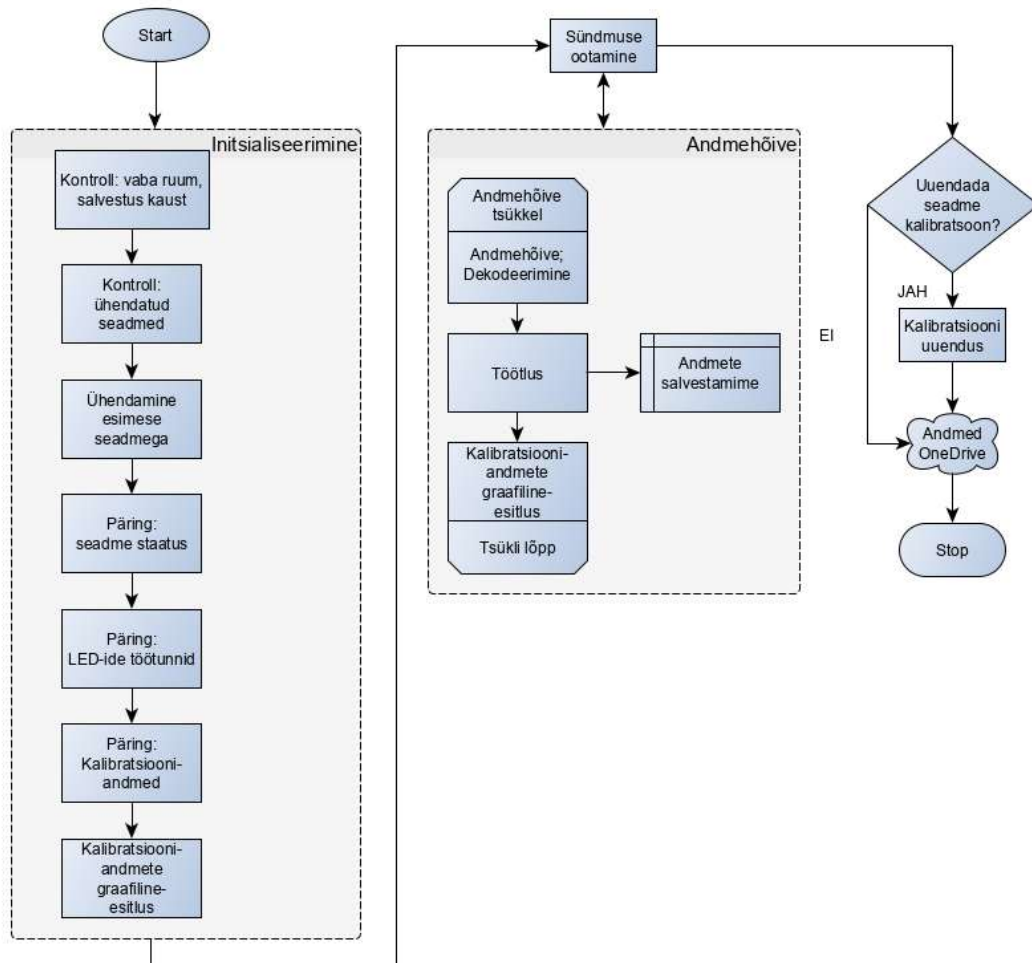 Start
Initsialiseerimine
Kontroll: vaba ruum,
salvestus kaust
Kontroll:
ühendatud
seadmed
Ühendamine
esimese
seadmega
Päring:
seadme staatus
Päring:
LED-ide töötunnid
Päring:
Kalibratsiooni-
andmed
Kalibratsiooni-
andmete
graafiline-
esitlus
Sündmuse
ootamine
Andmehõive
Andmehõive
tsükkel
Andmehõive;
Dekodeerimine
Töötlus
Andmete
salvestamime
Kalibratsiooni-
andmete
graafiline-
esitlus
Tsükli lõpp
Uuendada
seadme
kalibratsoon?
JAH
EI
Kalibratsiooni
uuendus
Andmed
OneDrive
Stop